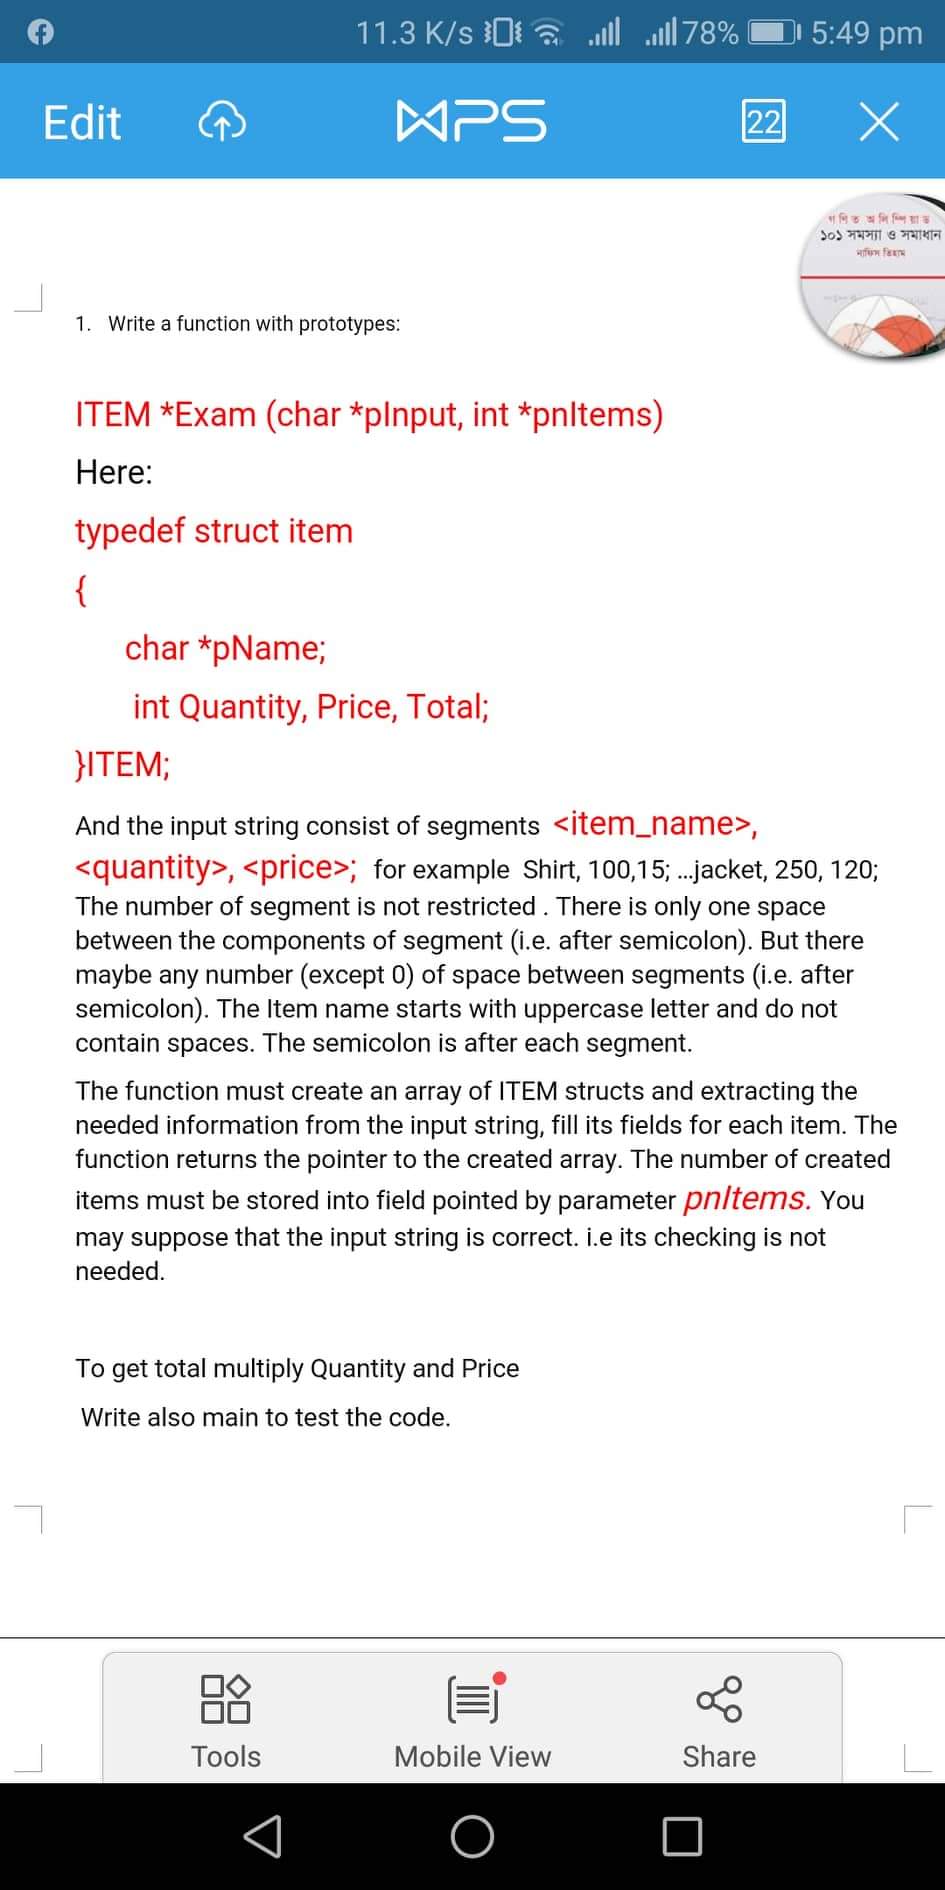 11.3 K/s 78% 5:49 pm
Edit WPS 22
গণিত অলিম্পিয়াড
১০১ সমস্যা ও সমাধান
নাফিস তিহাম
1. Write a function with prototypes:
ITEM *Exam (char *pInput, int *pnItems)
Here:
typedef struct item
{
char *pName;
int Quantity, Price, Total;
}ITEM;
And the input string consist of segments <item_name>,
<quantity>, <price>; for example Shirt, 100,15; ...jacket, 250, 120;
The number of segment is not restricted . There is only one space
between the components of segment (i.e. after semicolon). But there
maybe any number (except 0) of space between segments (i.e. after
semicolon). The Item name starts with uppercase letter and do not
contain spaces. The semicolon is after each segment.
The function must create an array of ITEM structs and extracting the
needed information from the input string, fill its fields for each item. The
function returns the pointer to the created array. The number of created
items must be stored into field pointed by parameter pnItems. You
may suppose that the input string is correct. i.e its checking is not
needed.
To get total multiply Quantity and Price
Write also main to test the code.
Tools Mobile View Share